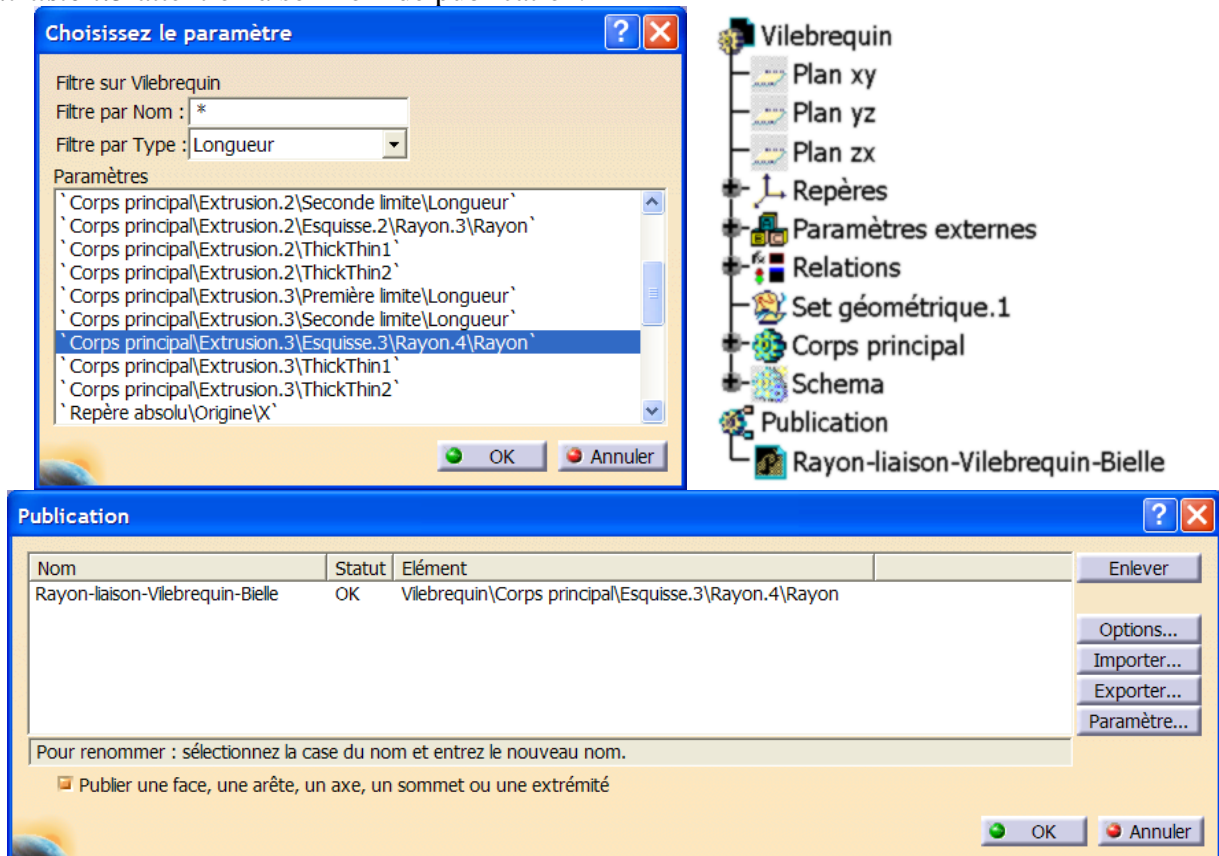 Choisissez le paramètre
Filtre sur Vilebrequin
Filtre par Nom : *
Filtre par Type : Longueur
Paramètres
`Corps principal\Extrusion.2\Seconde limite\Longueur`
`Corps principal\Extrusion.2\Esquisse.2\Rayon.3\Rayon`
`Corps principal\Extrusion.2\ThickThin1`
`Corps principal\Extrusion.2\ThickThin2`
`Corps principal\Extrusion.3\Première limite\Longueur`
`Corps principal\Extrusion.3\Seconde limite\Longueur`
`Corps principal\Extrusion.3\Esquisse.3\Rayon.4\Rayon`
`Corps principal\Extrusion.3\ThickThin1`
`Corps principal\Extrusion.3\ThickThin2`
`Repère absolu\Origine\X`
OK Annuler
Vilebrequin
Plan xy
Plan yz
Plan zx
Repères
Paramètres externes
Relations
Set géométrique.1
Corps principal
Schema
Publication
Rayon-liaison-Vilebrequin-Bielle
Publication
Nom Statut Elément
Rayon-liaison-Vilebrequin-Bielle OK Vilebrequin\Corps principal\Esquisse.3\Rayon.4\Rayon
Enlever
Options...
Importer...
Exporter...
Paramètre...
Pour renommer : sélectionnez la case du nom et entrez le nouveau nom.
Publier une face, une arête, un axe, un sommet ou une extrémité
OK Annuler